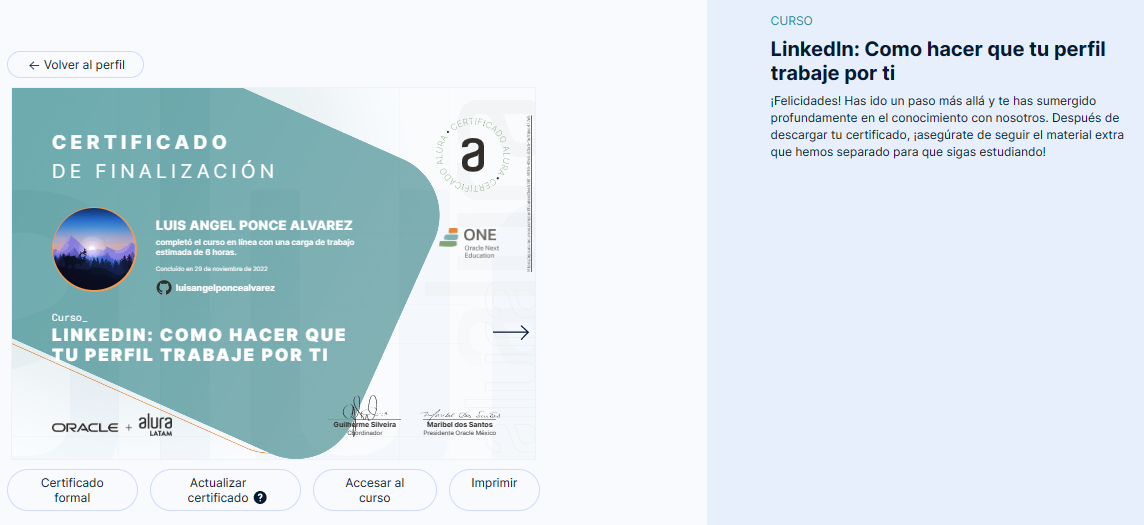 ← Volver al perfil
CERTIFICADO
DE FINALIZACIÓN
LUIS ANGEL PONCE ALVAREZ
completó el curso en línea con una carga de trabajo
estimada de 6 horas.
Concluido en 29 de noviembre de 2022
luisangelponcealvarez
Curso_
LINKEDIN: COMO HACER QUE
TU PERFIL TRABAJE POR TI
ORACLE + alura
LATAM
CERTIFICADO ALURA · CERTIFICADO ALURA ·
a
ONE
Oracle Next
Education
Guilherme Silveira
Coordinador
Maribel dos Santos
Presidente Oracle México
Certificado
formal
Actualizar
certificado ?
Accesar al
curso
Imprimir
CURSO
LinkedIn: Como hacer que tu perfil
trabaje por ti
¡Felicidades! Has ido un paso más allá y te has sumergido
profundamente en el conocimiento con nosotros. Después de
descargar tu certificado, ¡asegúrate de seguir el material extra
que hemos separado para que sigas estudiando!